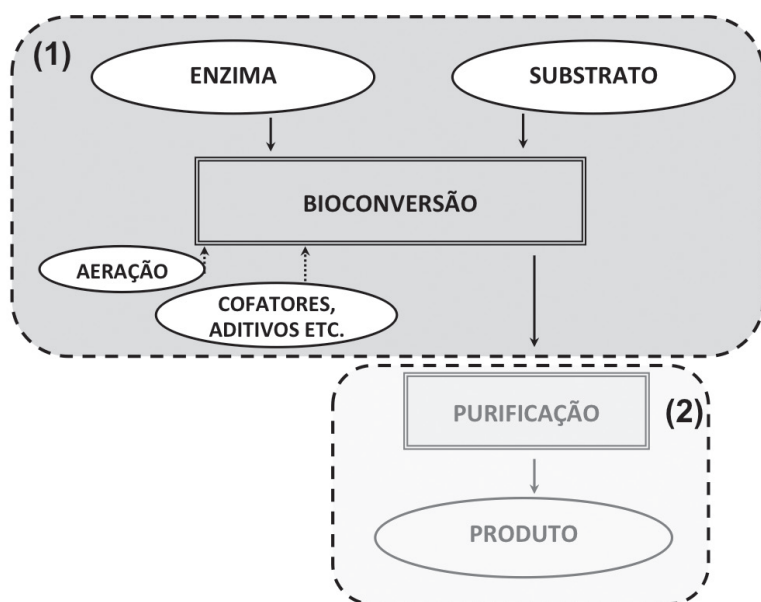 (1)
ENZIMA
SUBSTRATO
BIOCONVERSÃO
AERAÇÃO
COFATORES,
ADITIVOS ETC.
PURIFICAÇÃO
(2)
PRODUTO